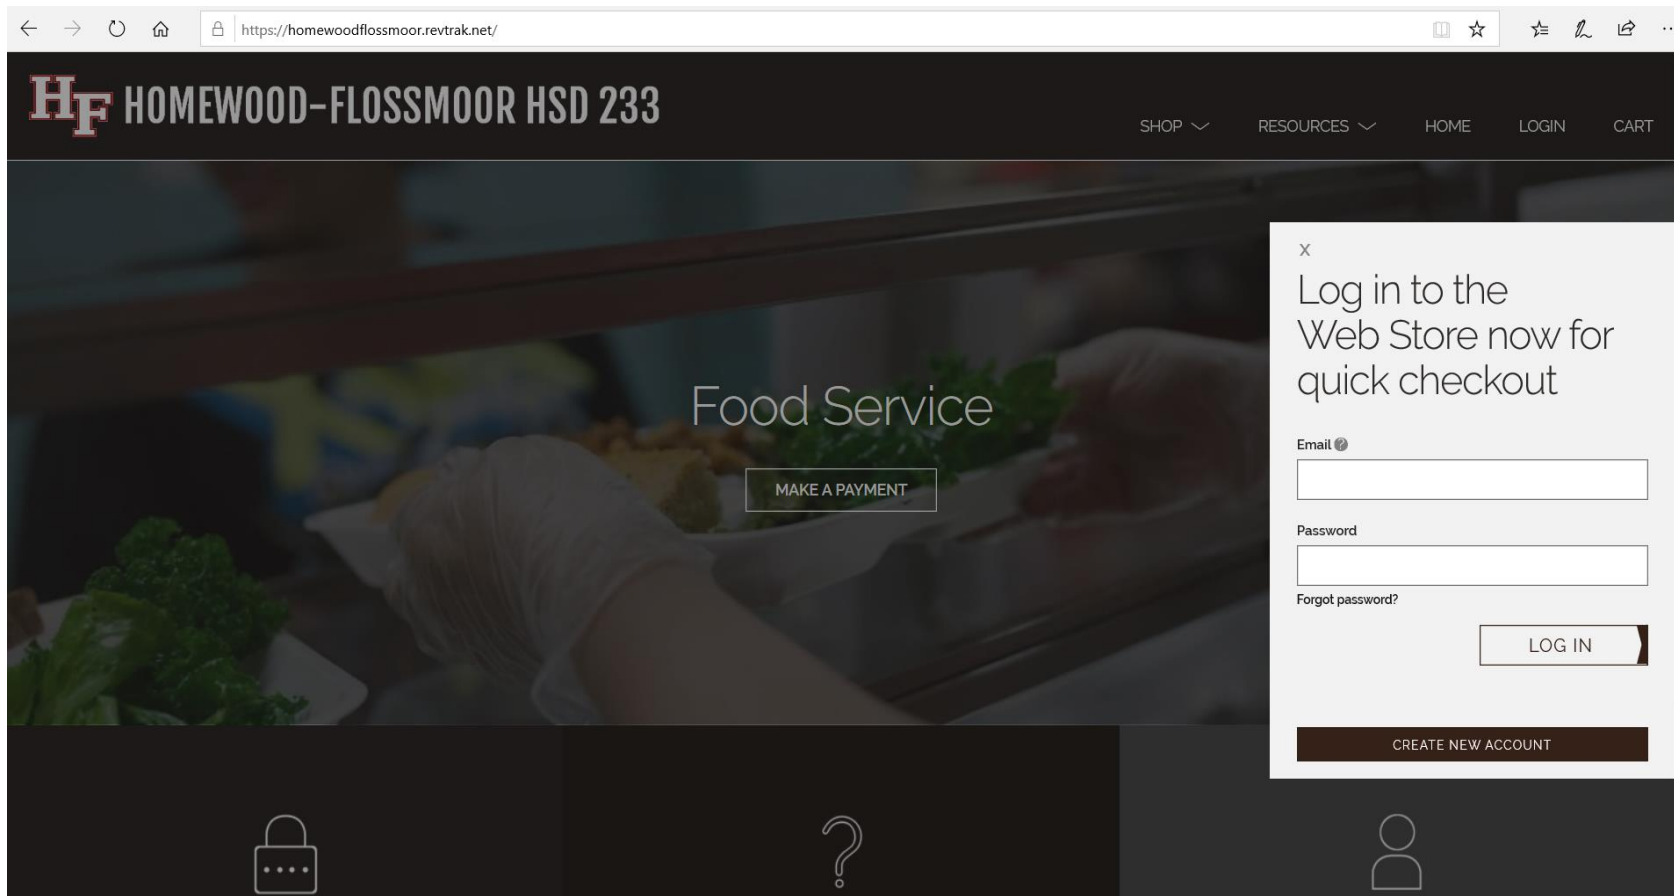 https://homewoodflossmoor.revtrak.net/
HF HOMEWOOD-FLOSSMOOR HSD 233
SHOP RESOURCES HOME LOGIN CART
Food Service
MAKE A PAYMENT
X
Log in to the
Web Store now for
quick checkout
Email ?
Password
Forgot password?
LOG IN
CREATE NEW ACCOUNT
?